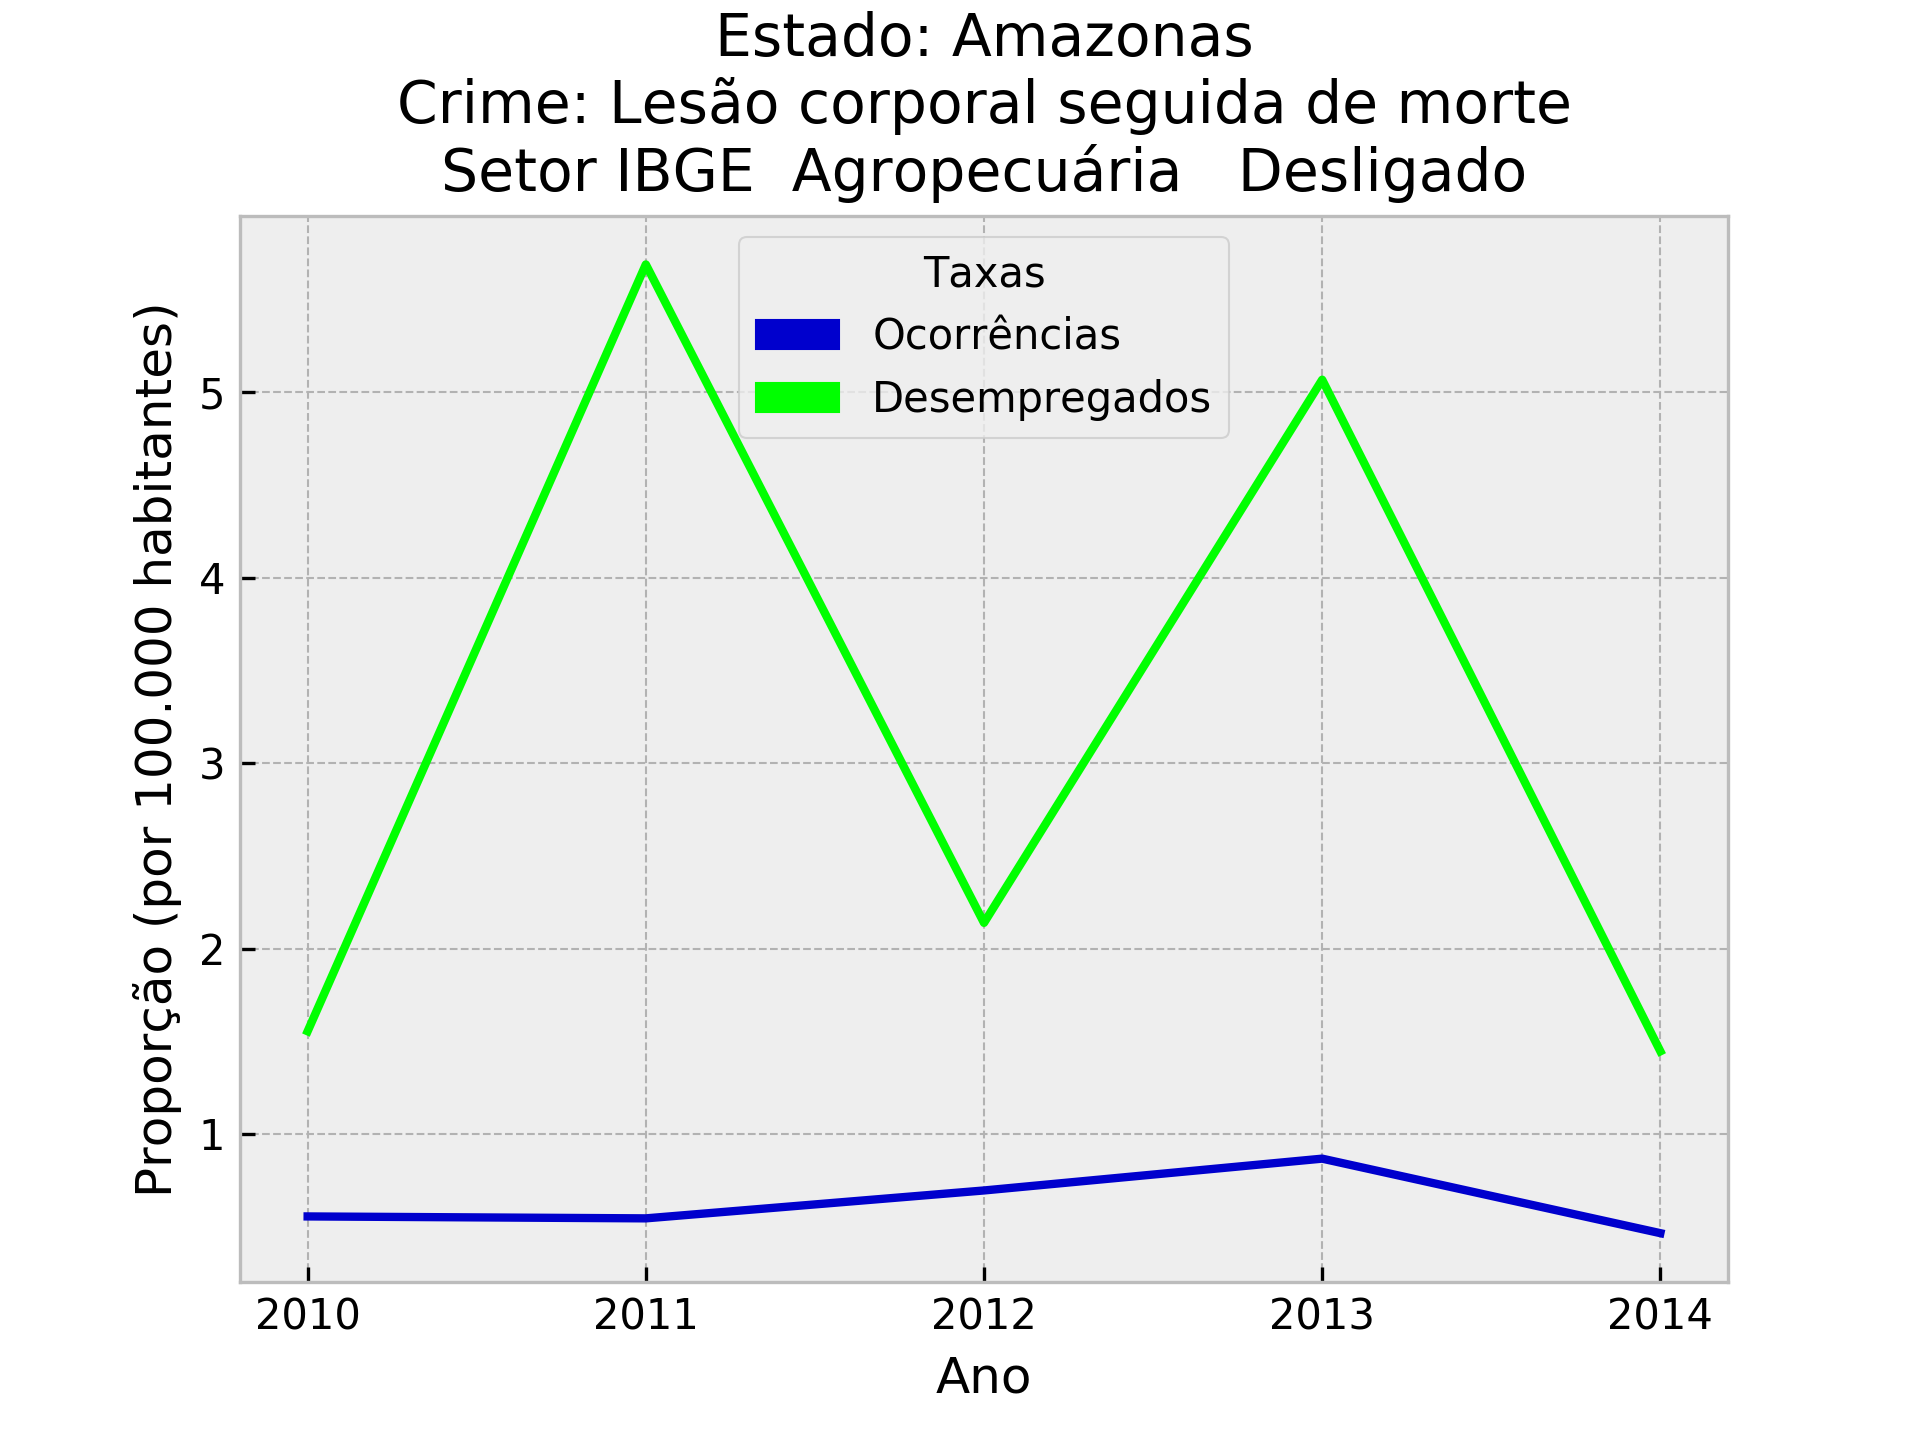 Estado: Amazonas
Crime: Lesão corporal seguida de morte
Setor IBGE  Agropecuária   Desligado
Taxas
Ocorrências
Desempregados
Proporção (por 100.000 habitantes)
5
4
3
2
1
2010 2011 2012 2013 2014
Ano